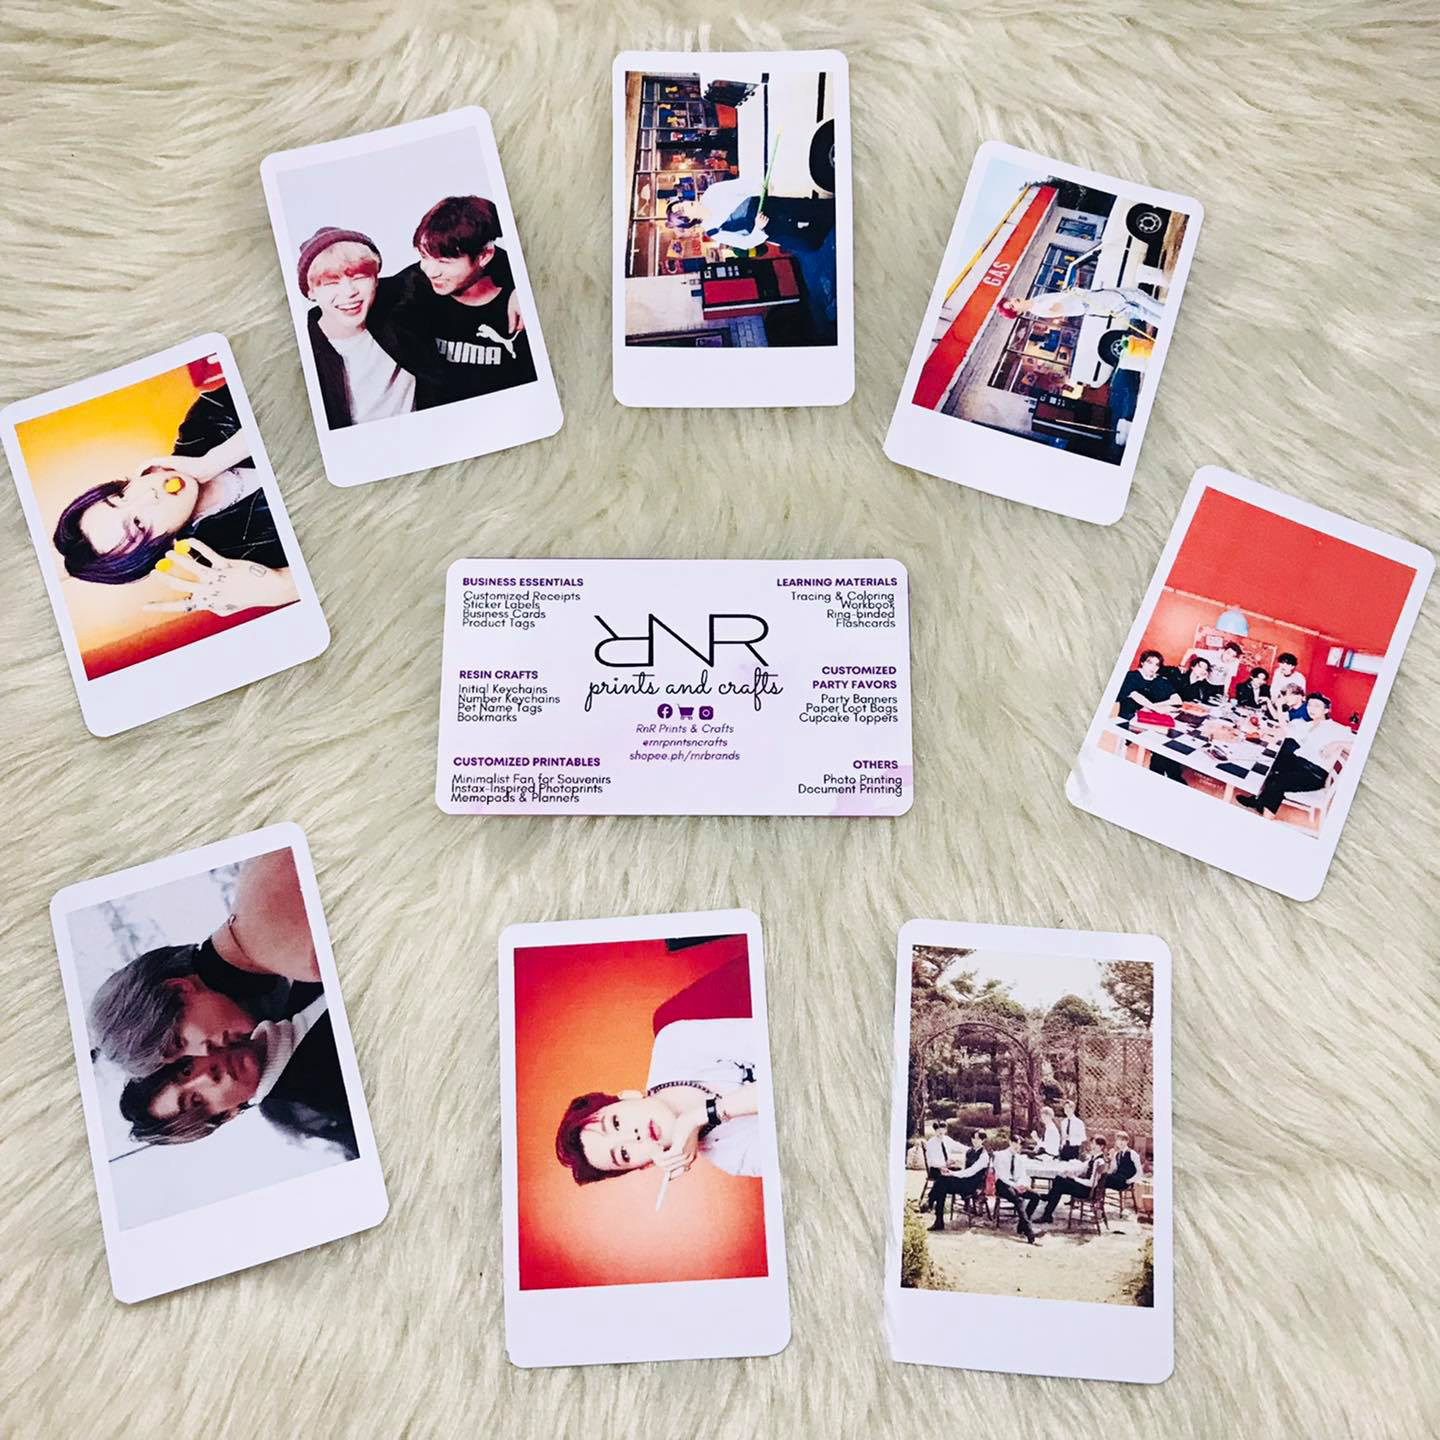 PUMA
GAS
BUSINESS ESSENTIALS
Customized Receipts
Sticker Labels
Business Cards
Product Tags
RESIN CRAFTS
Initial Keychains
Number Keychains
Pet Name Tags
Bookmarks
CUSTOMIZED PRINTABLES
Minimalist Fan for Souvenirs
Instax-Inspired Photoprints
Memopads & Planners
RNR
prints and crafts
RnR Prints & Crafts
ernrprintsncrafts
shopee.ph/rnrbrands
LEARNING MATERIALS
Tracing & Coloring
Workbook
Ring-binded
Flashcards
CUSTOMIZED
PARTY FAVORS
Party Banners
Paper Loot Bags
Cupcake Toppers
OTHERS
Photo Printing
Document Printing